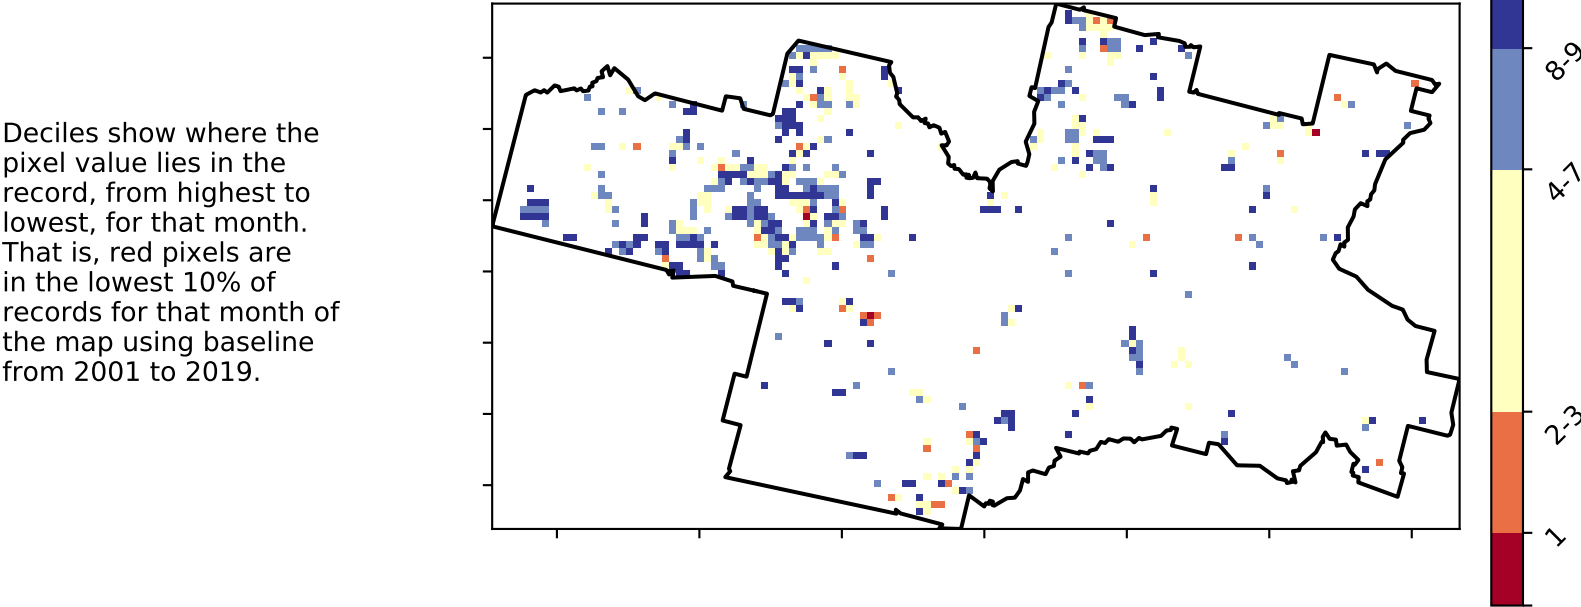 Deciles show where the
pixel value lies in the
record, from highest to
lowest, for that month.
That is, red pixels are
in the lowest 10% of
records for that month of
the map using baseline
from 2001 to 2019.
8-9
4-7
2-3
1